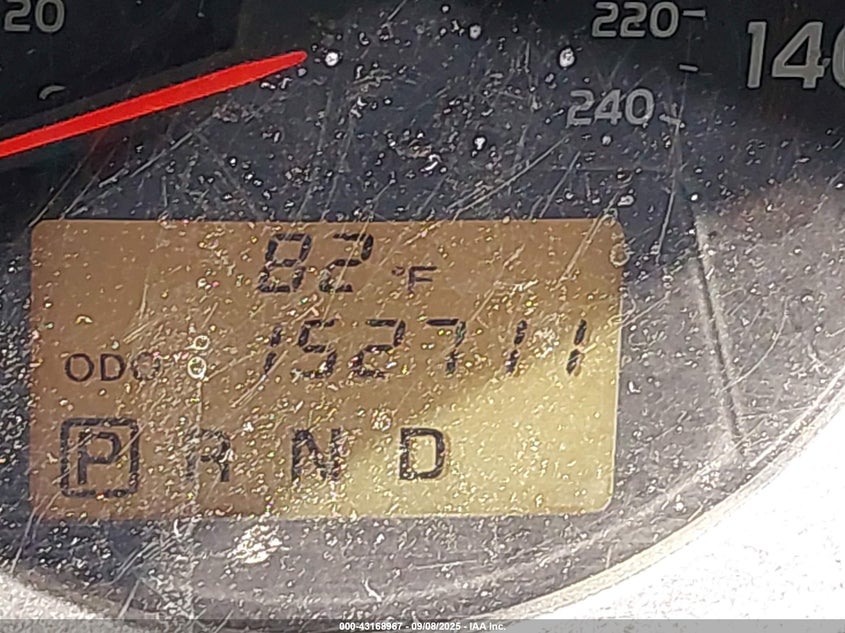 20
220
140
240
82 °F
ODO 152711
P R N D
000-43168967 - 09/08/2025 - IAA Inc.